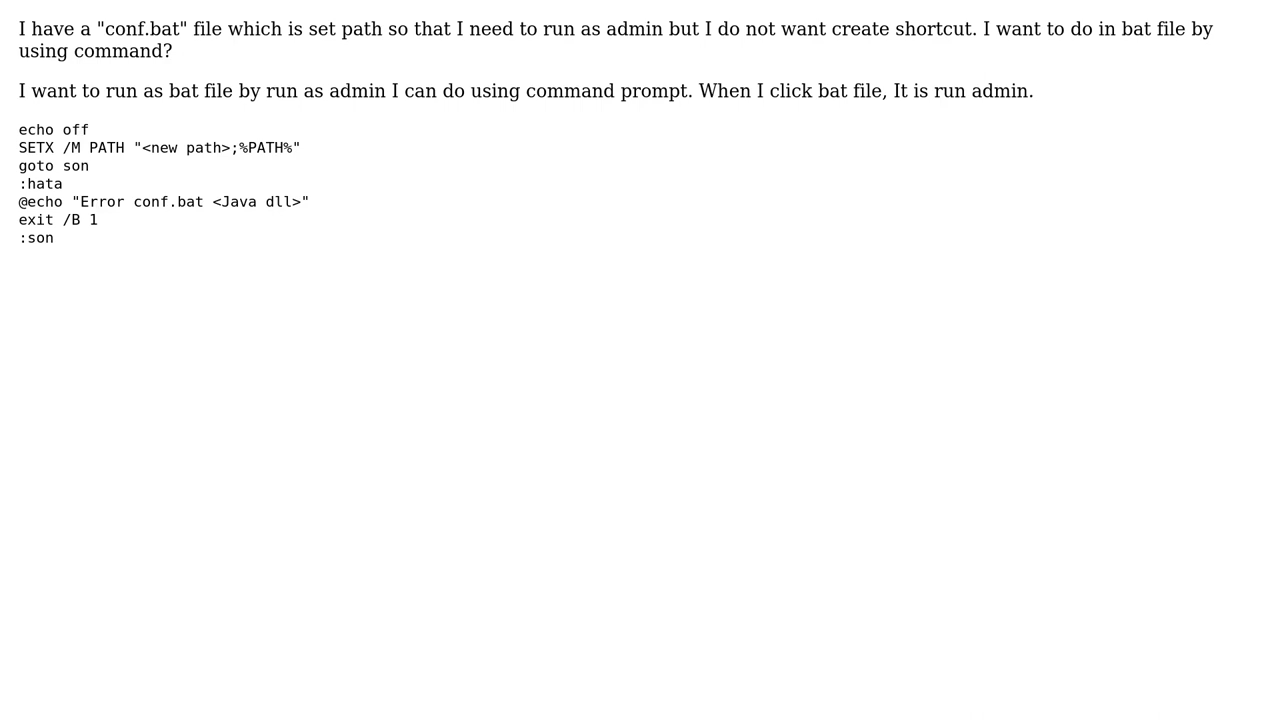 I have a "conf.bat" file which is set path so that I need to run as admin but I do not want create shortcut. I want to do in bat file by
using command?
I want to run as bat file by run as admin I can do using command prompt. When I click bat file, It is run admin.
echo off
SETX /M PATH "<new path>;%PATH%"
goto son
:hata
@echo "Error conf.bat <Java dll>"
exit /B 1
:son